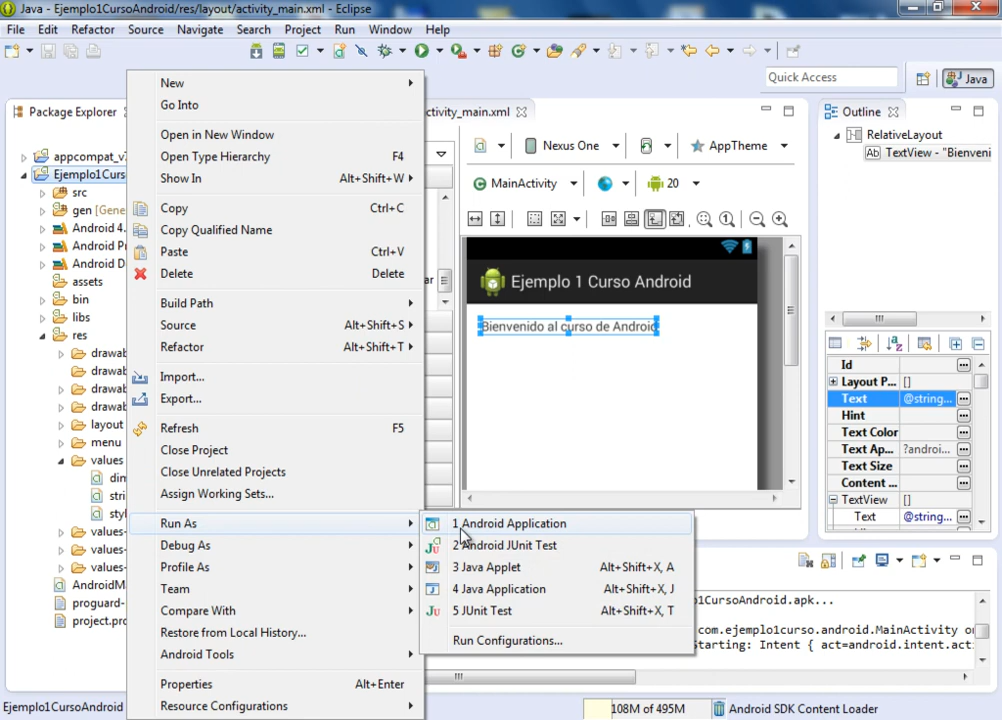 Java - Ejemplo1CursoAndroid/res/layout/activity_main.xml - Eclipse
File Edit Refactor Source Navigate Search Project Run Window Help
Quick Access
Java
Package Explorer
appcompat_v7
Ejemplo1Curs
src
gen [Gene
Android 4.
Android Pr
Android D
assets
bin
libs
res
drawab
drawab
drawab
drawab
layout
menu
values
din
stri
styl
values-
values-
values-
AndroidM
proguard-
project.pro
New
Go Into
Open in New Window
Open Type Hierarchy F4
Show In Alt+Shift+W
Copy Ctrl+C
Copy Qualified Name
Paste Ctrl+V
Delete Delete
Build Path
Source Alt+Shift+S
Refactor Alt+Shift+T
Import...
Export...
Refresh F5
Close Project
Close Unrelated Projects
Assign Working Sets...
Run As
Debug As
Profile As
Team
Compare With
Restore from Local History...
Android Tools
Properties Alt+Enter
Resource Configurations
1 Android Application
2 Android JUnit Test
3 Java Applet Alt+Shift+X, A
4 Java Application Alt+Shift+X, J
5 JUnit Test Alt+Shift+X, T
Run Configurations...
ctivity_main.xml
Nexus One
AppTheme
MainActivity
20
ar
Ejemplo 1 Curso Android
Bienvenido al curso de Android
Outline
RelativeLayout
Ab TextView - "Bienveni
Id
Layout P... []
Text @string...
Hint
Text Color
Text Ap... ?androi...
Text Size
Content ...
TextView []
Text @string...
1CursoAndroid.apk...
com.ejemplo1curso.android.MainActivity on
Starting: Intent { act=android.intent.acti
Ejemplo1CursoAndroid
108M of 495M
Android SDK Content Loader